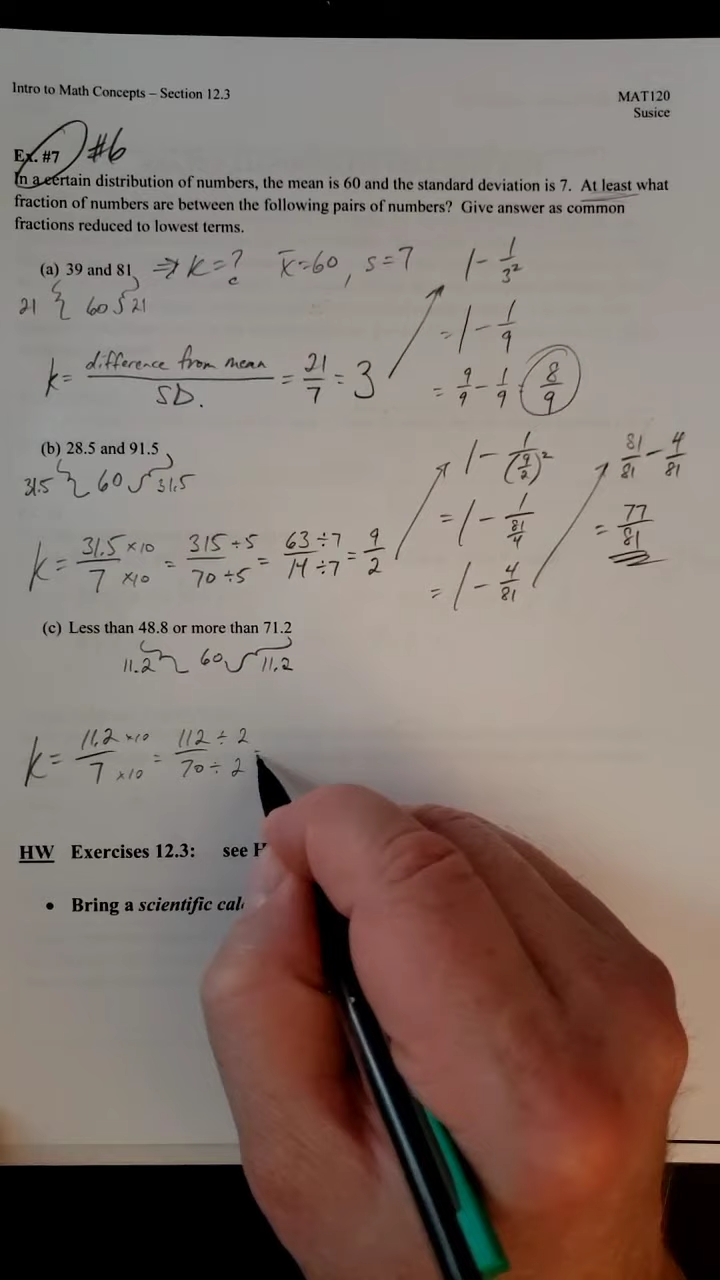 Intro to Math Concepts – Section 12.3
MAT120
Susice
Ex. #7 #6
In a certain distribution of numbers, the mean is 60 and the standard deviation is 7. At least what
fraction of numbers are between the following pairs of numbers? Give answer as common
fractions reduced to lowest terms.
(a) 39 and 81 ⇒ K=? x̄=60, s=7
21 { 60 } 21
K = difference from mean / SD. = 21/7 = 3
1 - 1/3²
= 1 - 1/9
= 9/9 - 1/9 = 8/9
(b) 28.5 and 91.5
31.5 { 60 } 31.5
K = 31.5 ×10 / 7 ×10 = 315 ÷5 / 70 ÷5 = 63 ÷7 / 14 ÷7 = 9/2
1 - 1/(9/2)²
= 1 - 1/(81/4)
= 1 - 4/81
81/81 - 4/81
= 77/81
(c) Less than 48.8 or more than 71.2
11.2 { 60 } 11.2
K = 11.2 ×10 / 7 ×10 = 112 ÷ 2 / 70 ÷ 2 =
HW Exercises 12.3: see
• Bring a scientific